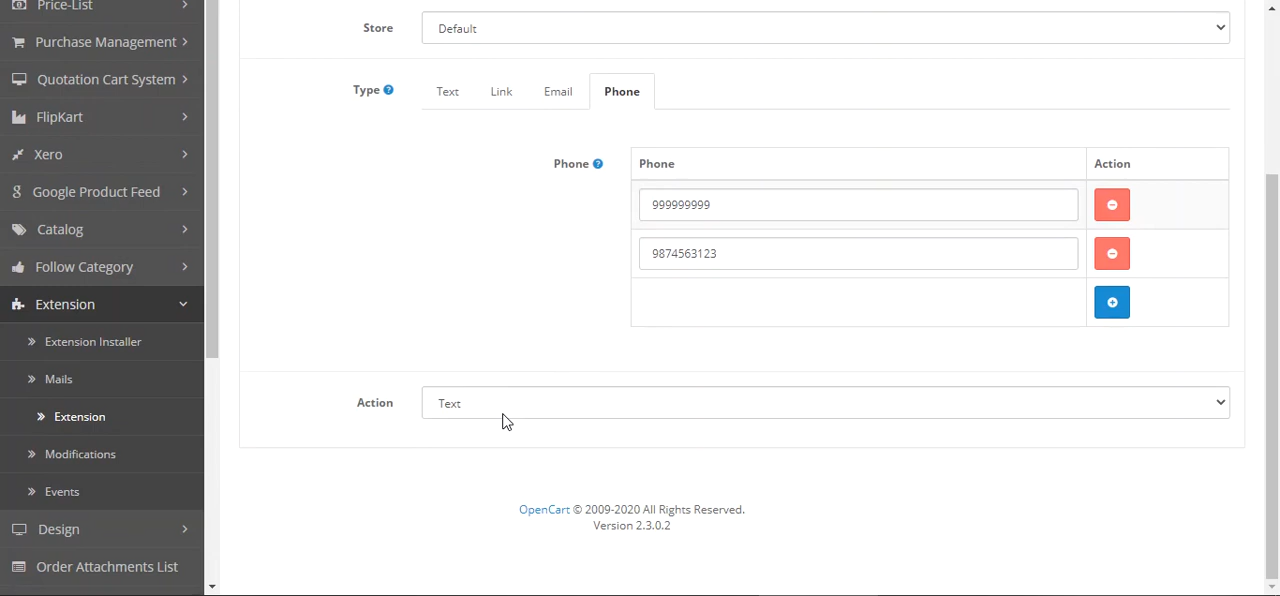 Price-List
Purchase Management
Quotation Cart System
FlipKart
Xero
Google Product Feed
Catalog
Follow Category
Extension
Extension Installer
Mails
Extension
Modifications
Events
Design
Order Attachments List
Store
Default
Type
Text
Link
Email
Phone
Phone
Phone
Action
999999999
9874563123
Action
Text
OpenCart © 2009-2020 All Rights Reserved.
Version 2.3.0.2